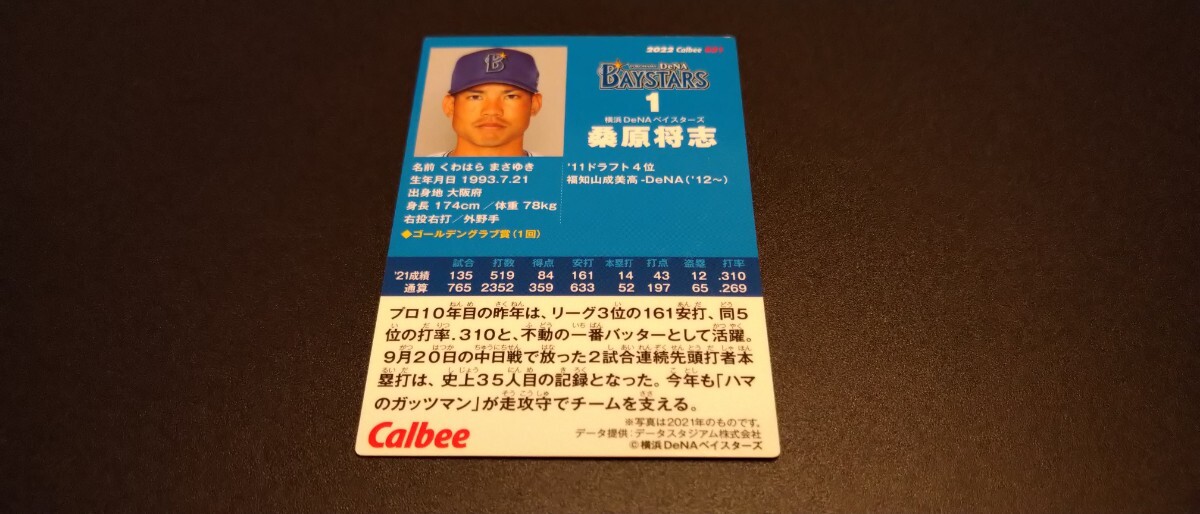 2022 Calbee 001
YOKOHAMA DeNA
BAYSTARS
1
横浜DeNAベイスターズ
桑原将志
名前 くわはら まさゆき
生年月日 1993.7.21
出身地 大阪府
身長 174cm／体重 78kg
右投右打／外野手
◆ゴールデングラブ賞（1回）
'11ドラフト4位
福知山成美高-DeNA（'12～）
試合 打数 得点 安打 本塁打 打点 盗塁 打率
'21成績 135 519 84 161 14 43 12 .310
通算 765 2352 359 633 52 197 65 .269
プロ10年目の昨年は、リーグ3位の161安打、同5
位の打率.310と、不動の一番バッターとして活躍。
9月20日の中日戦で放った2試合連続先頭打者本
塁打は、史上35人目の記録となった。今年も「ハマ
のガッツマン」が走攻守でチームを支える。
※写真は2021年のものです。
データ提供：データスタジアム株式会社
©横浜DeNAベイスターズ
Calbee